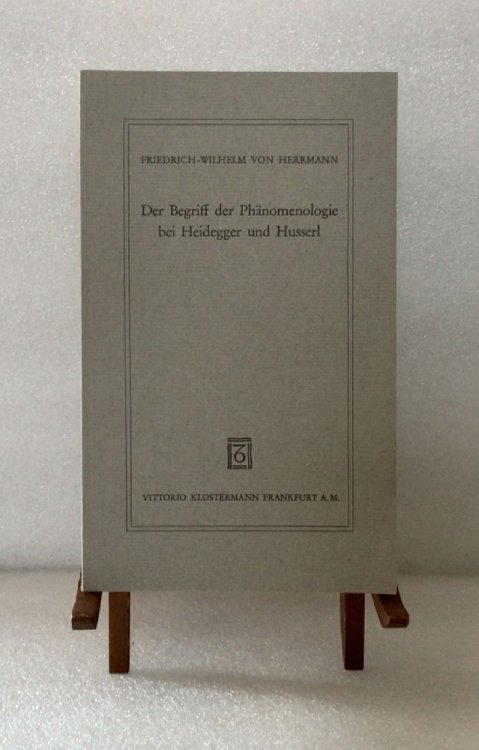 FRIEDRICH-WILHELM VON HERRMANN
Der Begriff der Phänomenologie
bei Heidegger und Husserl
VITTORIO KLOSTERMANN FRANKFURT A. M.